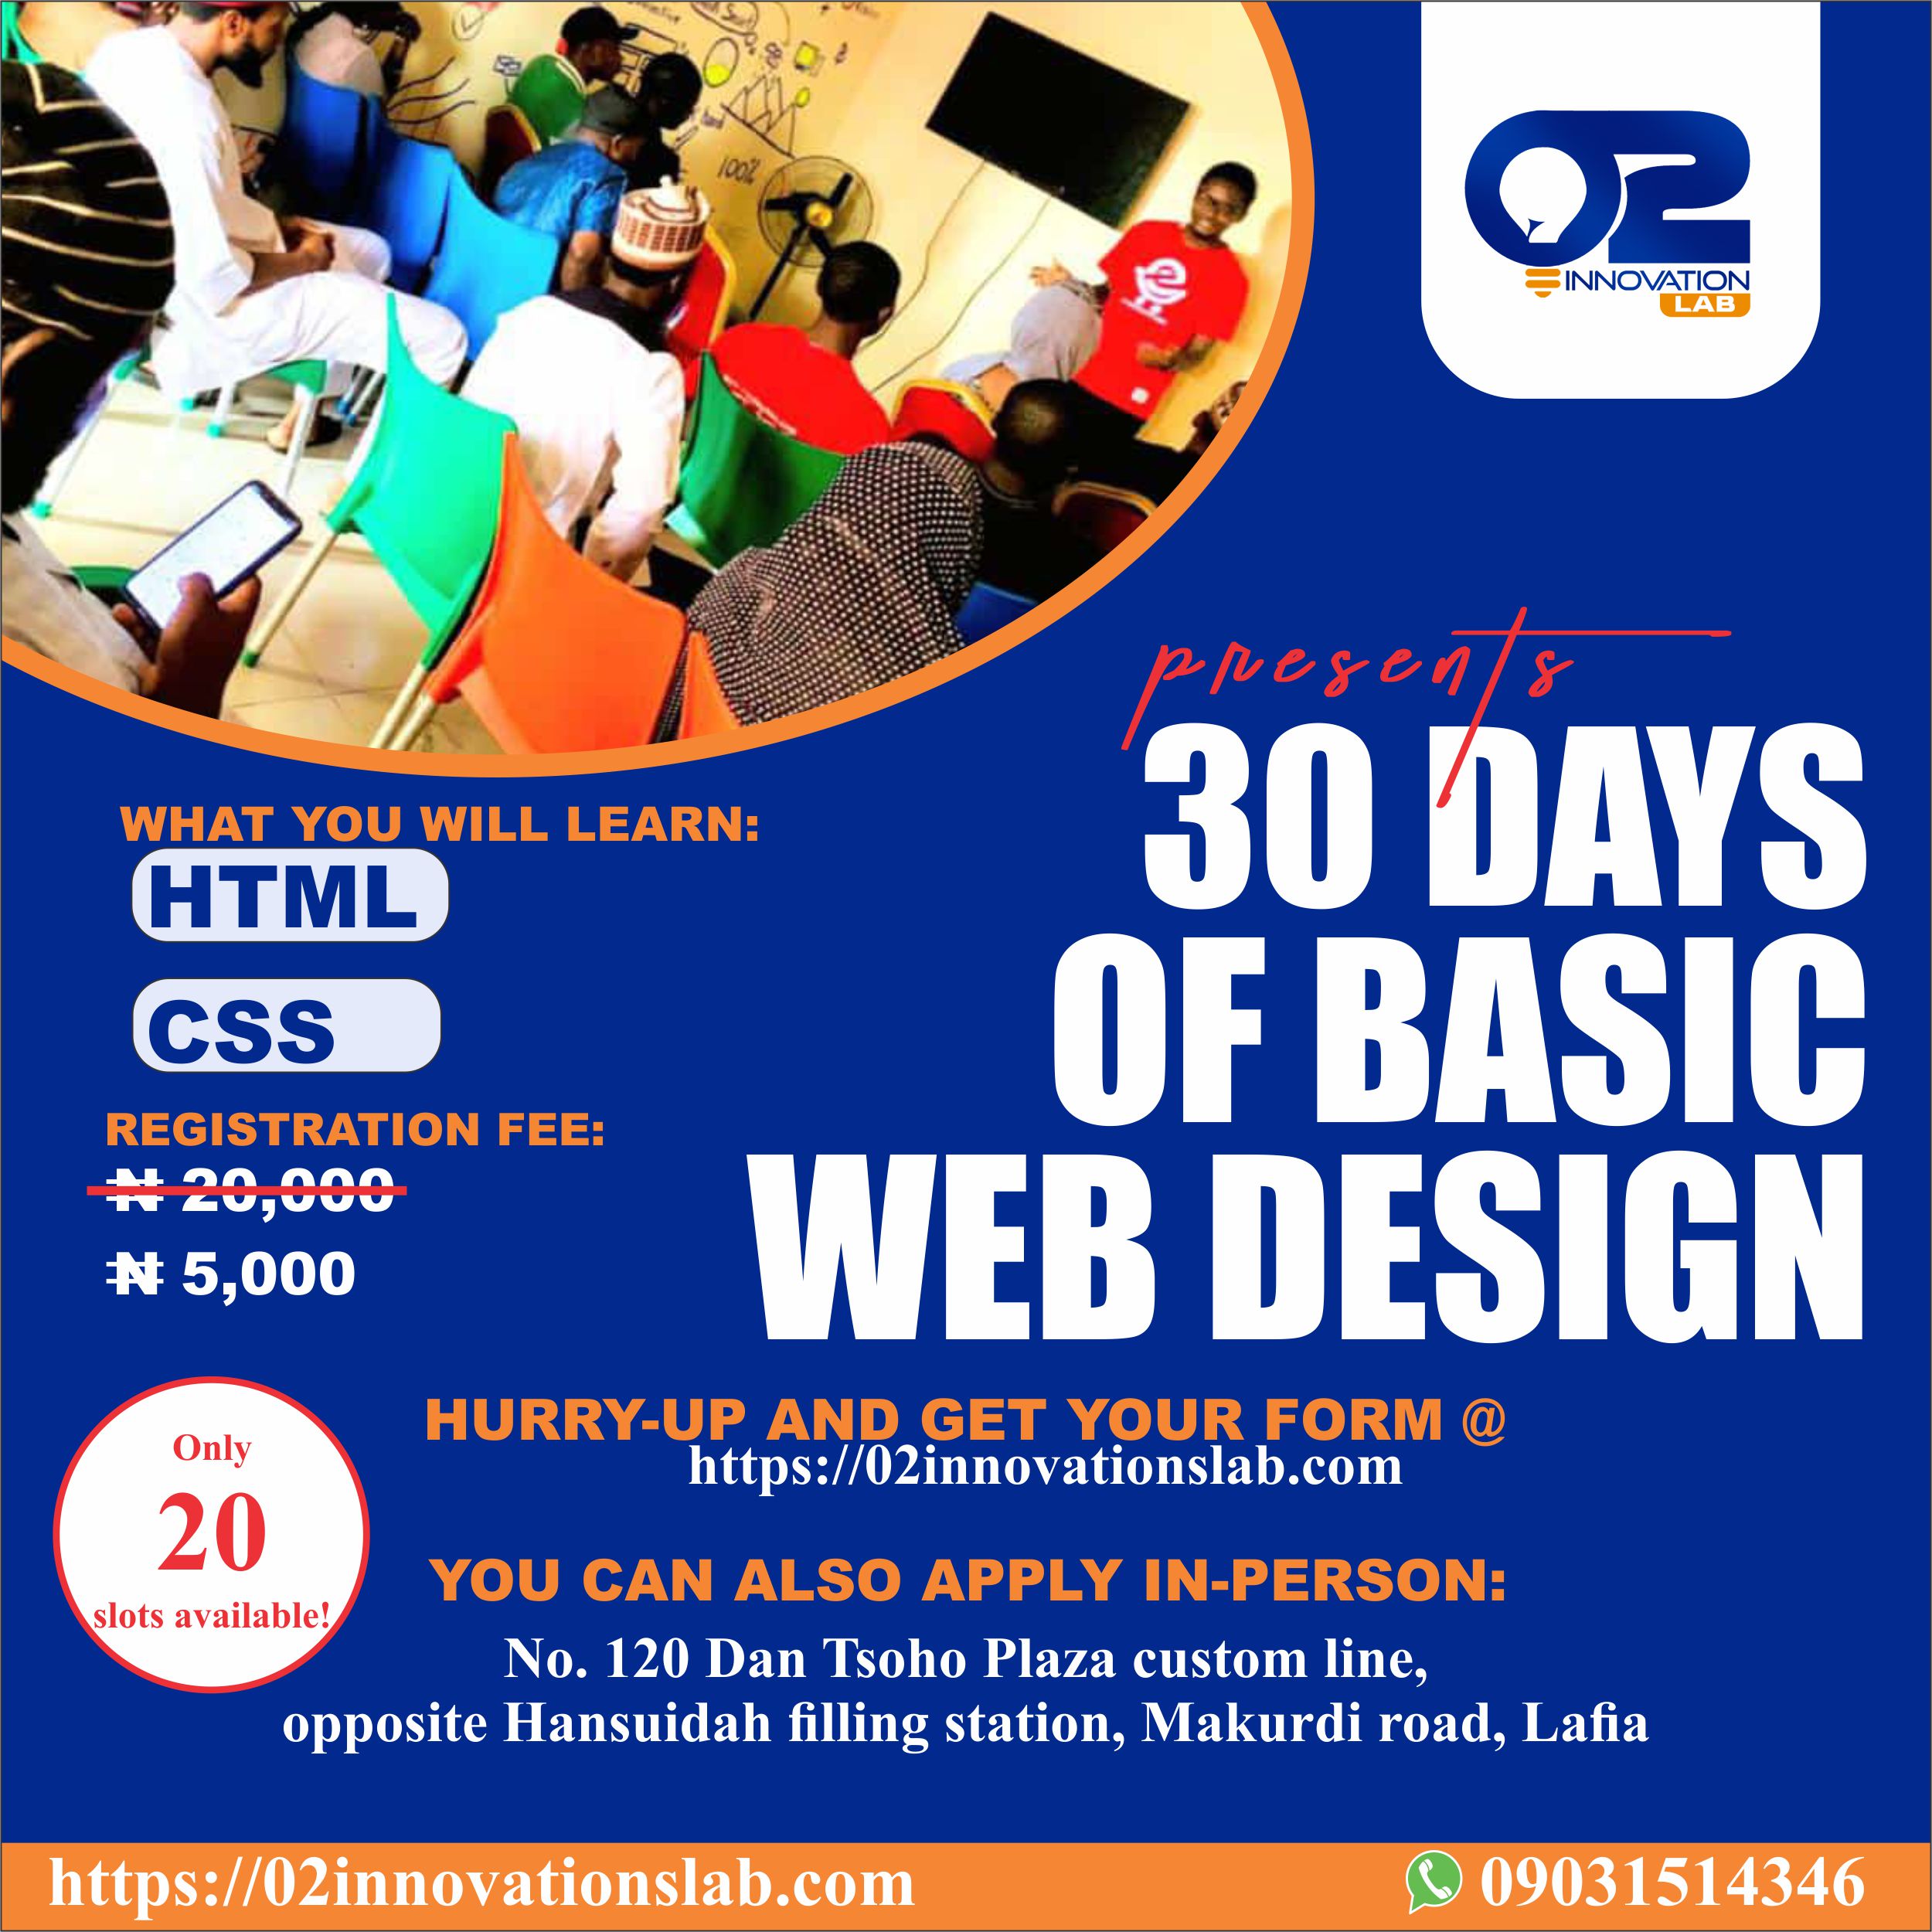 100%
02
INNOVATION
LAB
presents
30 DAYS
OF BASIC
WEB DESIGN
WHAT YOU WILL LEARN:
HTML
CSS
REGISTRATION FEE:
₦ 20,000
₦ 5,000
Only
20
slots available!
HURRY-UP AND GET YOUR FORM @
https://02innovationslab.com
YOU CAN ALSO APPLY IN-PERSON:
No. 120 Dan Tsoho Plaza custom line,
opposite Hansuidah filling station, Makurdi road, Lafia
https://02innovationslab.com
09031514346